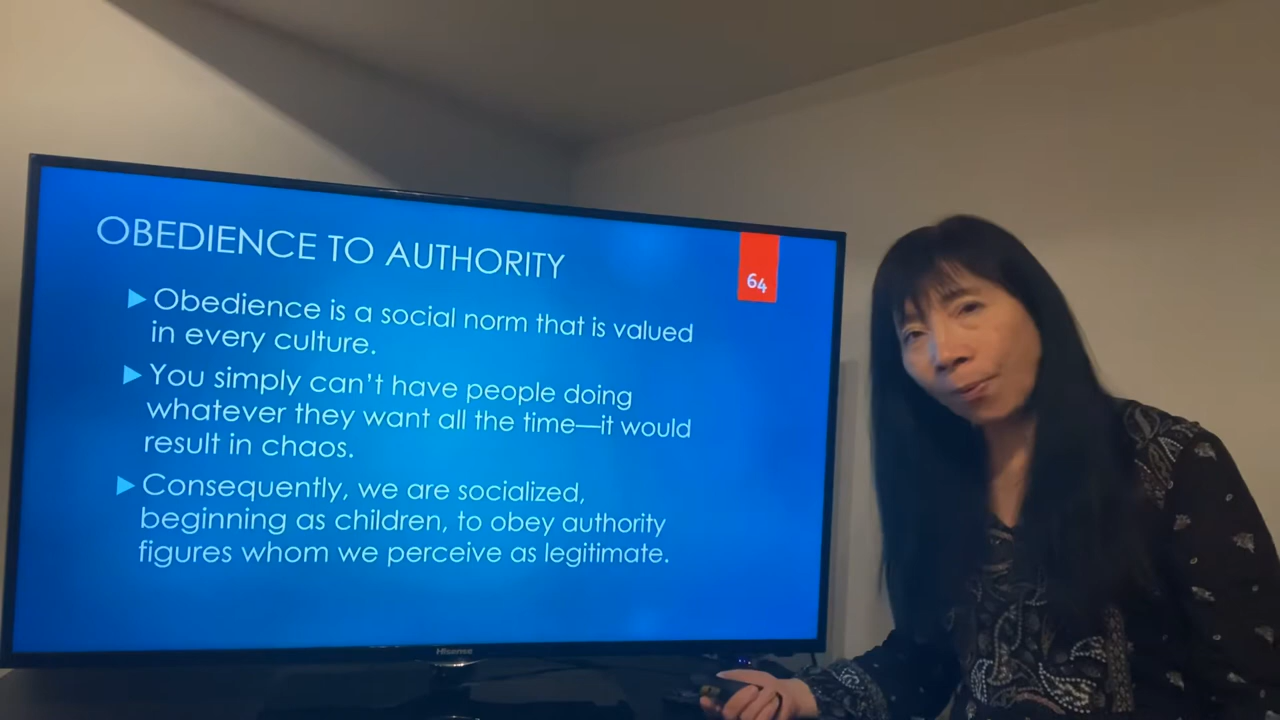 OBEDIENCE TO AUTHORITY
64
Obedience is a social norm that is valued
in every culture.
You simply can't have people doing
whatever they want all the time—it would
result in chaos.
Consequently, we are socialized,
beginning as children, to obey authority
figures whom we perceive as legitimate.
Hisense